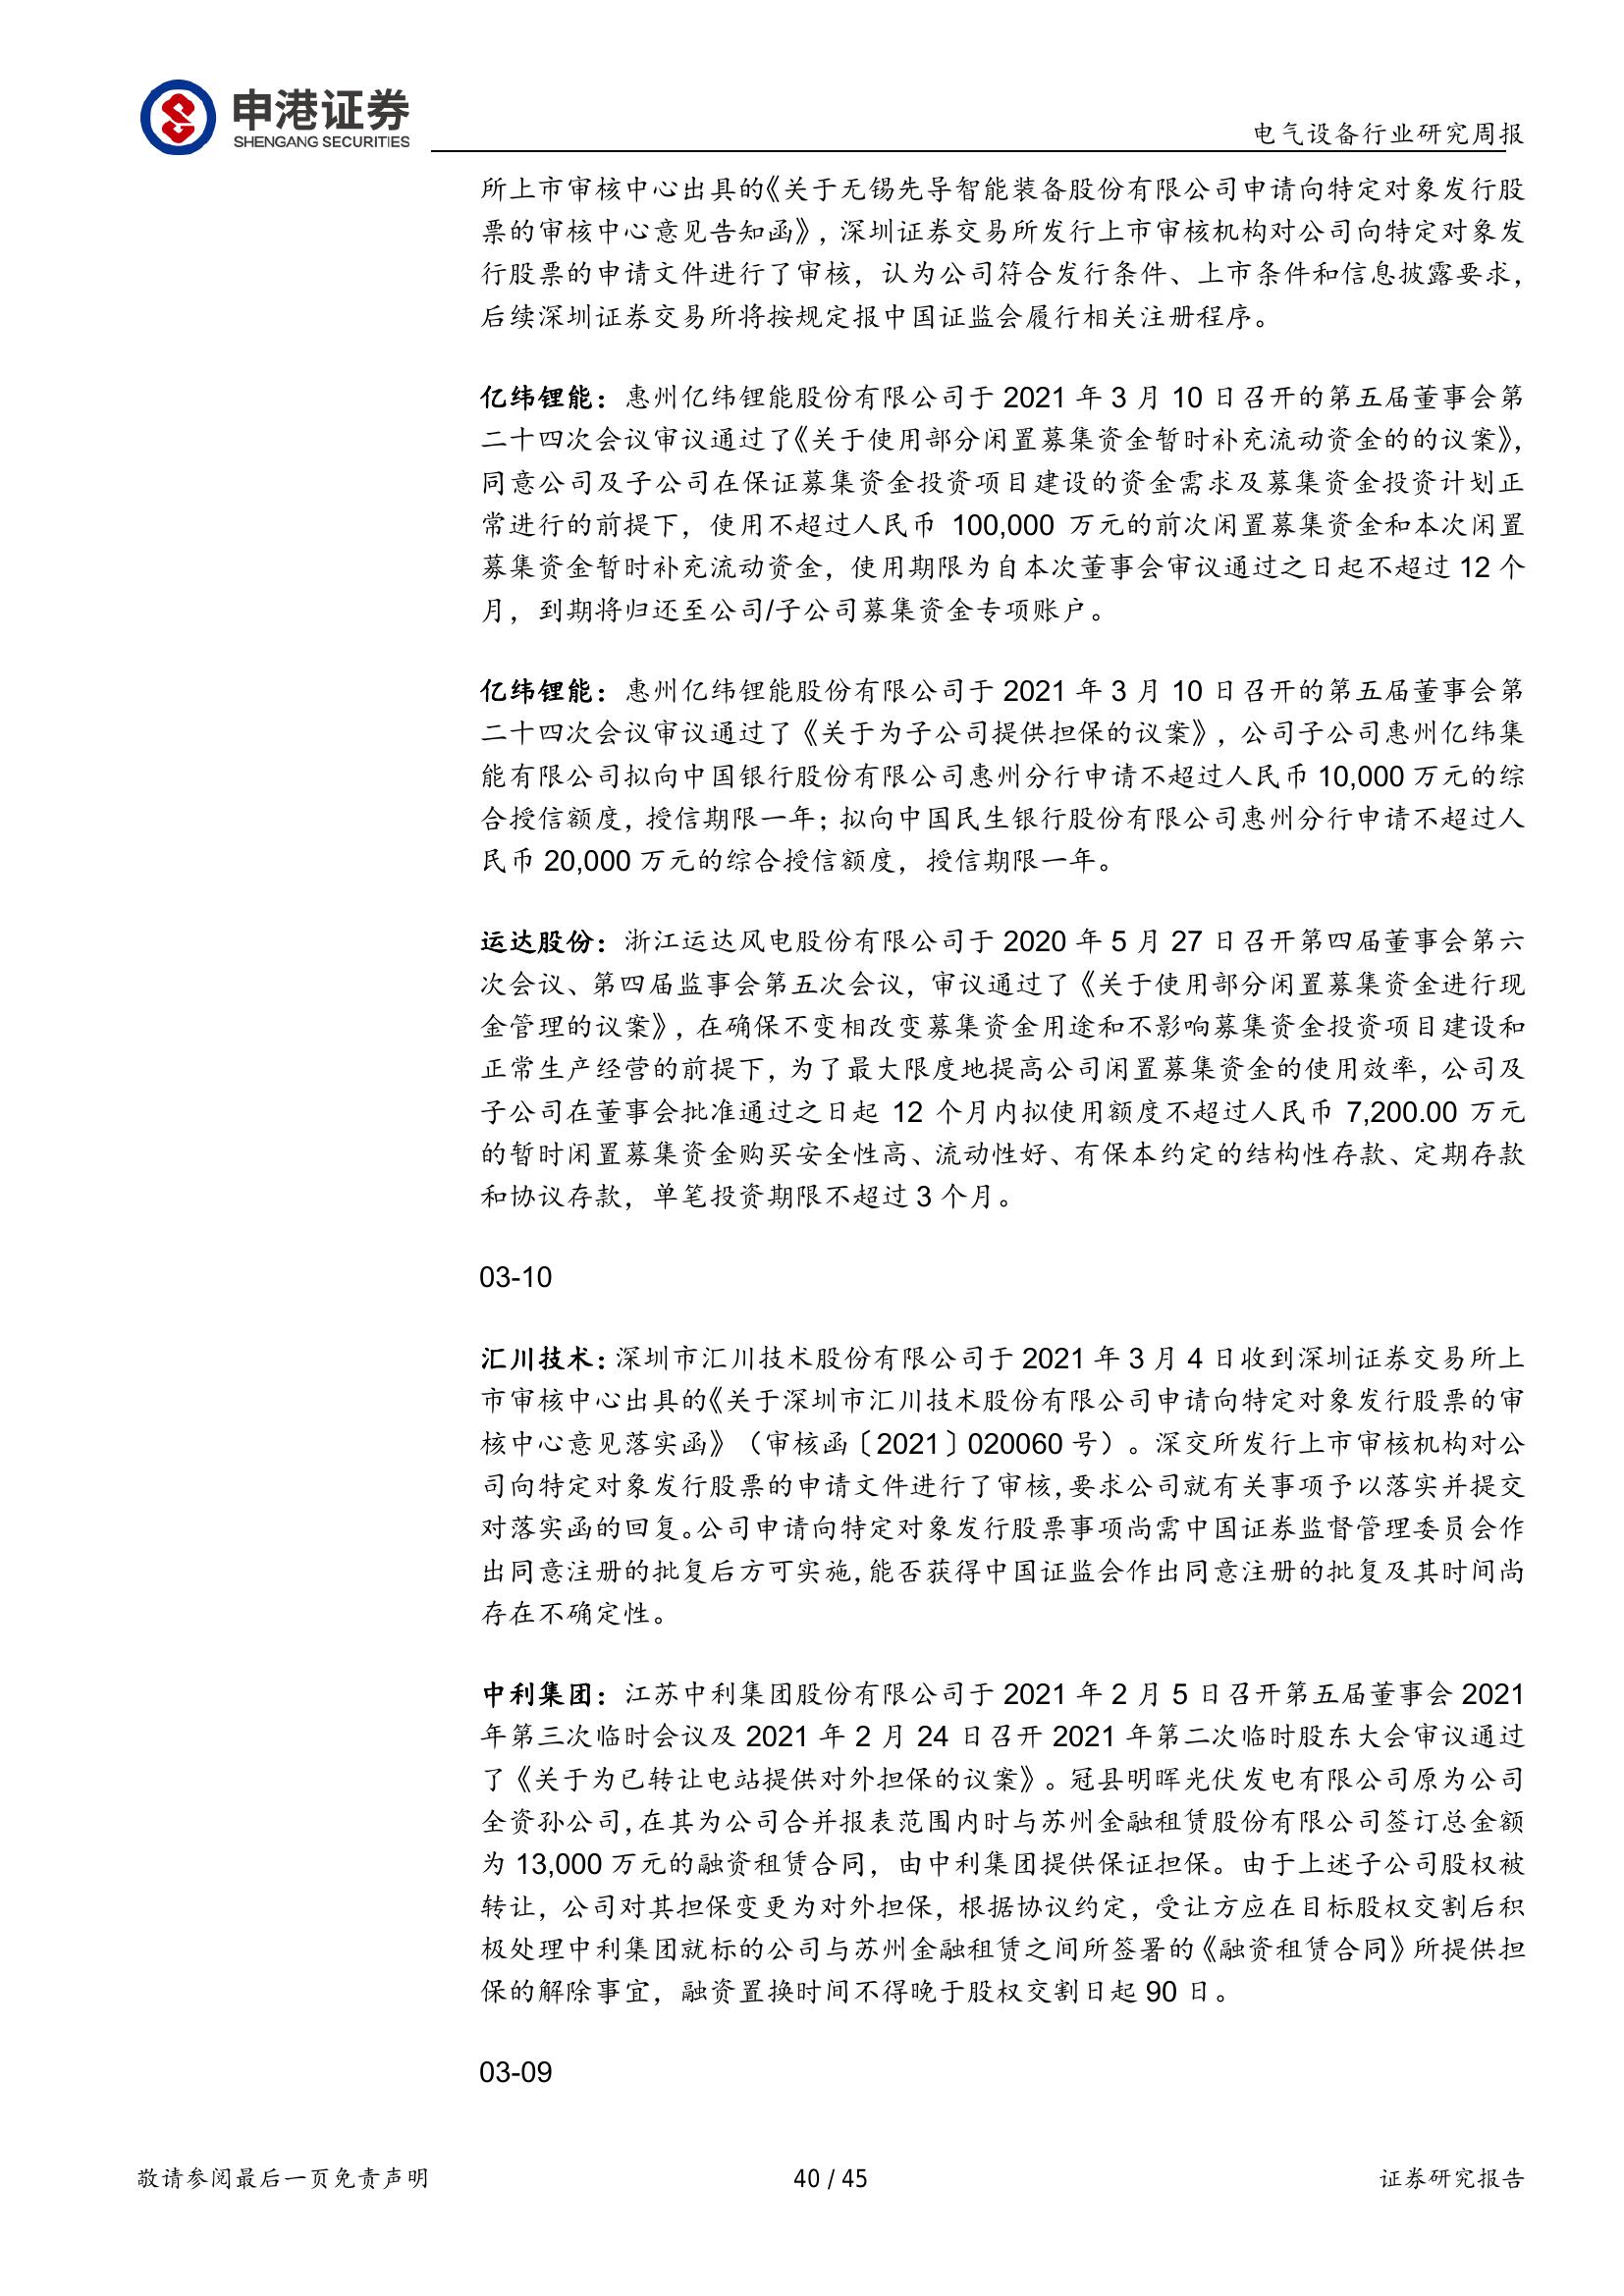 申港证券
SHENGANG SECURITIES
电气设备行业研究周报
所上市审核中心出具的《关于无锡先导智能装备股份有限公司申请向特定对象发行股
票的审核中心意见告知函》，深圳证券交易所发行上市审核机构对公司向特定对象发
行股票的申请文件进行了审核，认为公司符合发行条件、上市条件和信息披露要求，
后续深圳证券交易所将按规定报中国证监会履行相关注册程序。
亿纬锂能：惠州亿纬锂能股份有限公司于 2021 年 3 月 10 日召开的第五届董事会第
二十四次会议审议通过了《关于使用部分闲置募集资金暂时补充流动资金的的议案》，
同意公司及子公司在保证募集资金投资项目建设的资金需求及募集资金投资计划正
常进行的前提下，使用不超过人民币 100,000 万元的前次闲置募集资金和本次闲置
募集资金暂时补充流动资金，使用期限为自本次董事会审议通过之日起不超过 12 个
月，到期将归还至公司/子公司募集资金专项账户。
亿纬锂能：惠州亿纬锂能股份有限公司于 2021 年 3 月 10 日召开的第五届董事会第
二十四次会议审议通过了《关于为子公司提供担保的议案》，公司子公司惠州亿纬集
能有限公司拟向中国银行股份有限公司惠州分行申请不超过人民币 10,000 万元的综
合授信额度，授信期限一年；拟向中国民生银行股份有限公司惠州分行申请不超过人
民币 20,000 万元的综合授信额度，授信期限一年。
运达股份：浙江运达风电股份有限公司于 2020 年 5 月 27 日召开第四届董事会第六
次会议、第四届监事会第五次会议，审议通过了《关于使用部分闲置募集资金进行现
金管理的议案》，在确保不变相改变募集资金用途和不影响募集资金投资项目建设和
正常生产经营的前提下，为了最大限度地提高公司闲置募集资金的使用效率，公司及
子公司在董事会批准通过之日起 12 个月内拟使用额度不超过人民币 7,200.00 万元
的暂时闲置募集资金购买安全性高、流动性好、有保本约定的结构性存款、定期存款
和协议存款，单笔投资期限不超过 3 个月。
03-10
汇川技术：深圳市汇川技术股份有限公司于 2021 年 3 月 4 日收到深圳证券交易所上
市审核中心出具的《关于深圳市汇川技术股份有限公司申请向特定对象发行股票的审
核中心意见落实函》（审核函〔2021〕020060 号）。深交所发行上市审核机构对公
司向特定对象发行股票的申请文件进行了审核，要求公司就有关事项予以落实并提交
对落实函的回复。公司申请向特定对象发行股票事项尚需中国证券监督管理委员会作
出同意注册的批复后方可实施，能否获得中国证监会作出同意注册的批复及其时间尚
存在不确定性。
中利集团：江苏中利集团股份有限公司于 2021 年 2 月 5 日召开第五届董事会 2021
年第三次临时会议及 2021 年 2 月 24 日召开 2021 年第二次临时股东大会审议通过
了《关于为已转让电站提供对外担保的议案》。冠县明晖光伏发电有限公司原为公司
全资孙公司，在其为公司合并报表范围内时与苏州金融租赁股份有限公司签订总金额
为 13,000 万元的融资租赁合同，由中利集团提供保证担保。由于上述子公司股权被
转让，公司对其担保变更为对外担保，根据协议约定，受让方应在目标股权交割后积
极处理中利集团就标的公司与苏州金融租赁之间所签署的《融资租赁合同》所提供担
保的解除事宜，融资置换时间不得晚于股权交割日起 90 日。
03-09
敬请参阅最后一页免责声明
40 / 45
证券研究报告